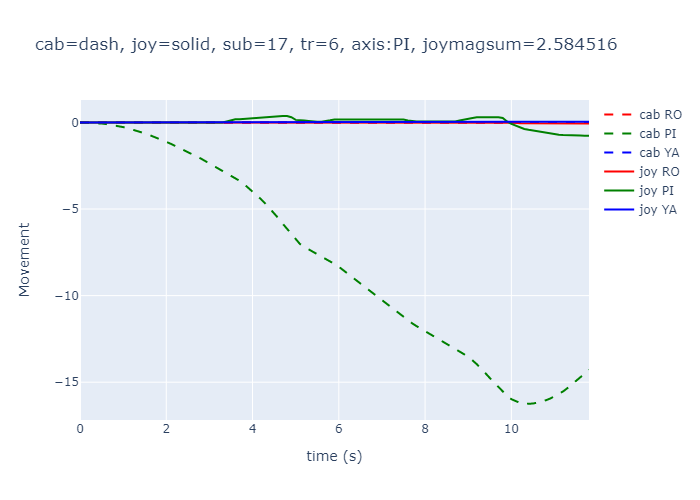 cab=dash, joy=solid, sub=17, tr=6, axis:PI, joymagsum=2.584516
cab RO
cab PI
cab YA
joy RO
joy PI
joy YA
Movement
0
−5
−10
−15
0 2 4 6 8 10
time (s)